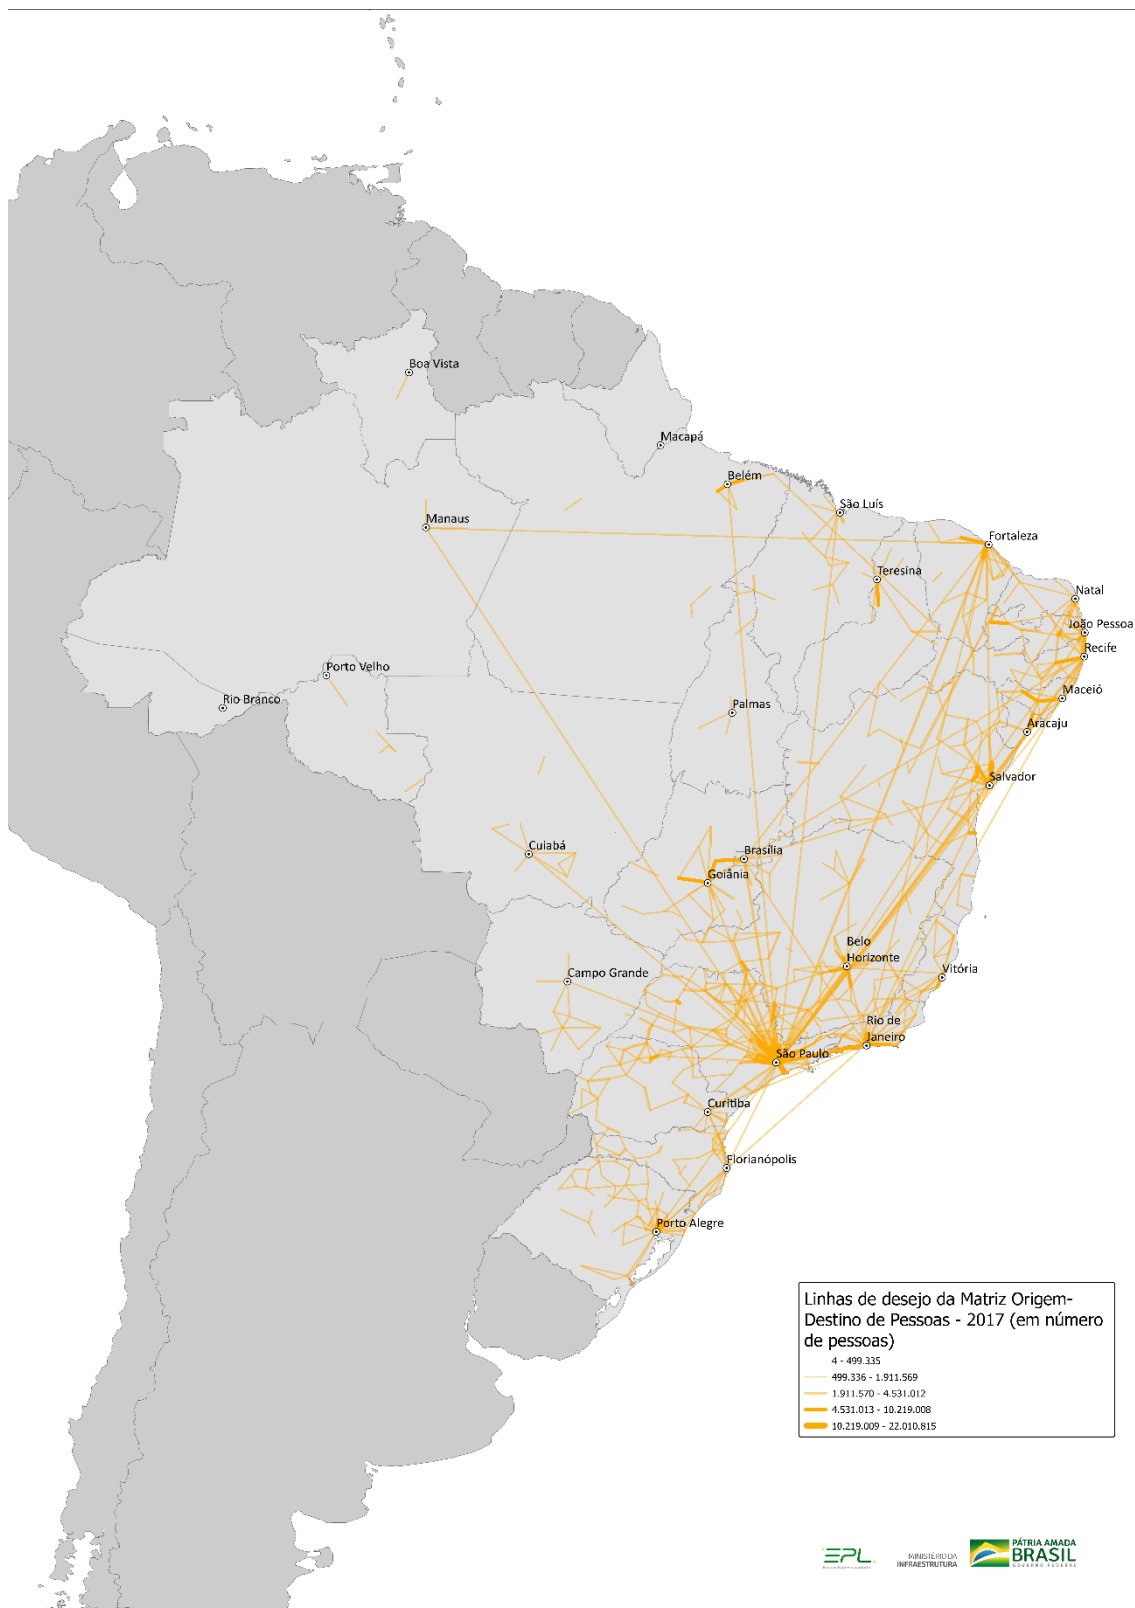 Boa Vista
Macapá
Belém
São Luís
Manaus
Fortaleza
Teresina
Natal
João Pessoa
Recife
Porto Velho
Maceió
Rio Branco
Palmas
Aracaju
Salvador
Cuiabá
Brasília
Goiânia
Belo
Horizonte
Campo Grande
Vitória
Rio de
Janeiro
São Paulo
Curitiba
Florianópolis
Porto Alegre
Linhas de desejo da Matriz Origem-
Destino de Pessoas - 2017 (em número
de pessoas)
4 - 499.335
499.336 - 1.911.569
1.911.570 - 4.531.012
4.531.013 - 10.219.008
10.219.009 - 22.010.815
EPL
MINISTÉRIO DA
INFRAESTRUTURA
PÁTRIA AMADA
BRASIL
GOVERNO FEDERAL